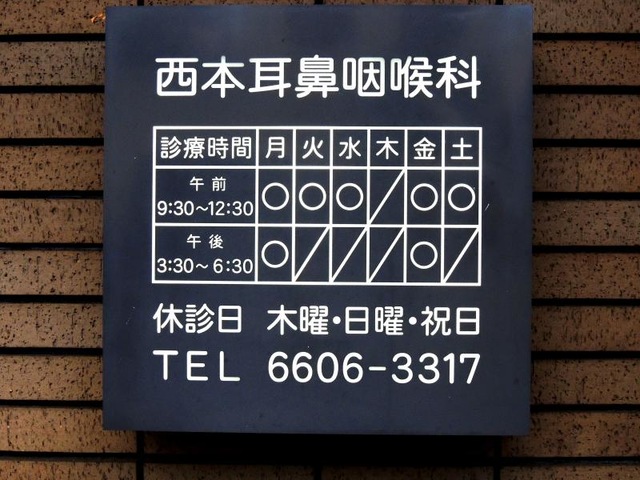 西本耳鼻咽喉科
診療時間 月 火 水 木 金 土
午前
9:30~12:30 ○ ○ ○ ╱ ○ ○
午後
3:30~6:30 ○ ╱ ╱ ╱ ○ ╱
休診日 木曜・日曜・祝日
TEL 6606-3317